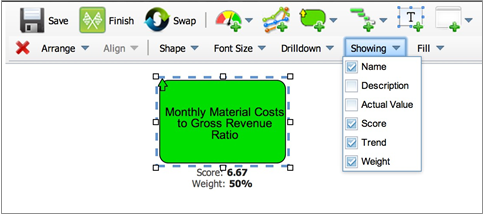 Save Finish Swap T
Arrange Align Shape Font Size Drilldown Showing Fill
Name
Description
Actual Value
Score
Trend
Weight
Monthly Material Costs
to Gross Revenue
Ratio
Score: 6.67
Weight: 50%